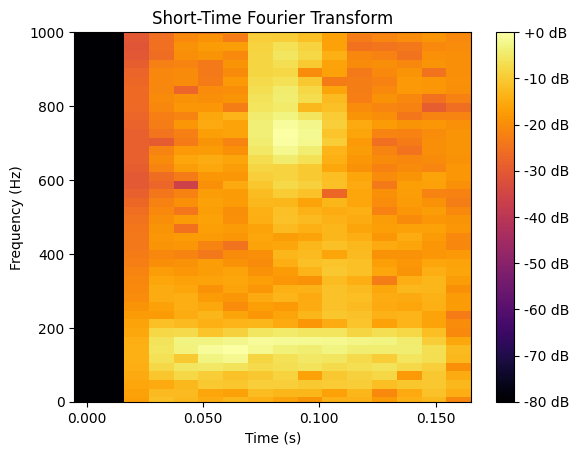 Short-Time Fourier Transform
1000
800
600
400
200
0
Frequency (Hz)
0.000
0.050
0.100
0.150
Time (s)
+0 dB
-10 dB
-20 dB
-30 dB
-40 dB
-50 dB
-60 dB
-70 dB
-80 dB